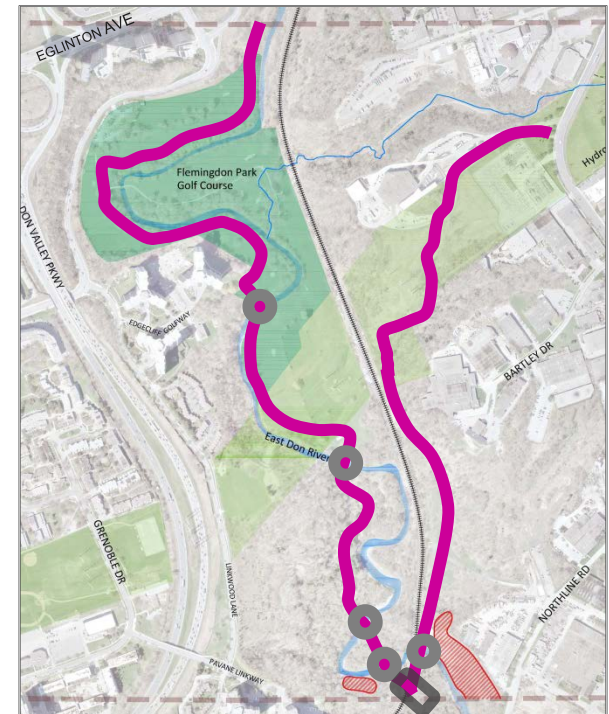 EGLINTON AVE
Flemingdon Park
Golf Course
Hydro
DON VALLEY PKWY
EDGECLIFF GOLFWAY
BARTLEY DR
East Don River
GRENOBLE DR
LINKWOOD LANE
NORTHLINE RD
PAVANE LINKWAY